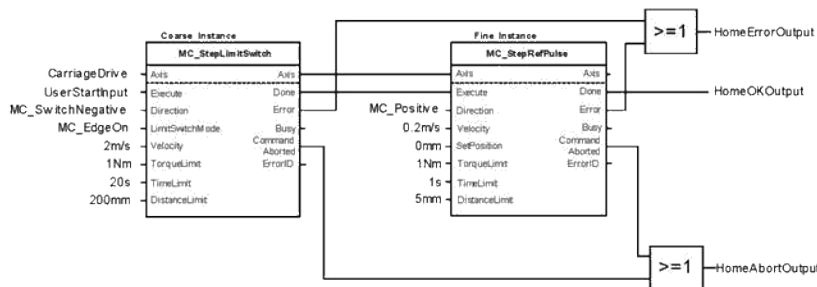 Coarse Instance
MC_StepLimitSwitch
CarriageDrive Axis Axis
UserStartInput Execute Done
MC_SwitchNegative Direction Error
MC_EdgeOn LimitSwitchMode Busy
2m/s Velocity Command Aborted
1Nm TorqueLimit ErrorID
20s TimeLimit
200mm DistanceLimit
Fine Instance
MC_StepRefPulse
Axis Axis
Execute Done
MC_Positive Direction Error
0.2m/s Velocity Busy
0mm SetPosition Command Aborted
1Nm TorqueLimit ErrorID
1s TimeLimit
5mm DistanceLimit
>=1 HomeErrorOutput
HomeOKOutput
>=1 HomeAbortOutput